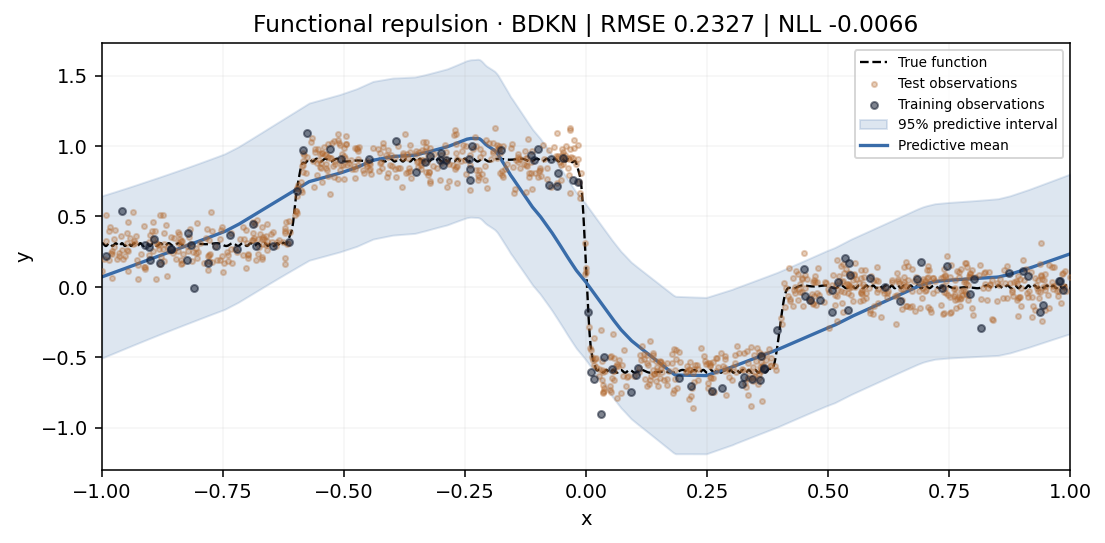 Functional repulsion · BDKN | RMSE 0.2327 | NLL -0.0066
True function
Test observations
Training observations
95% predictive interval
Predictive mean
y
1.5
1.0
0.5
0.0
−0.5
−1.0
−1.00 −0.75 −0.50 −0.25 0.00 0.25 0.50 0.75 1.00
x